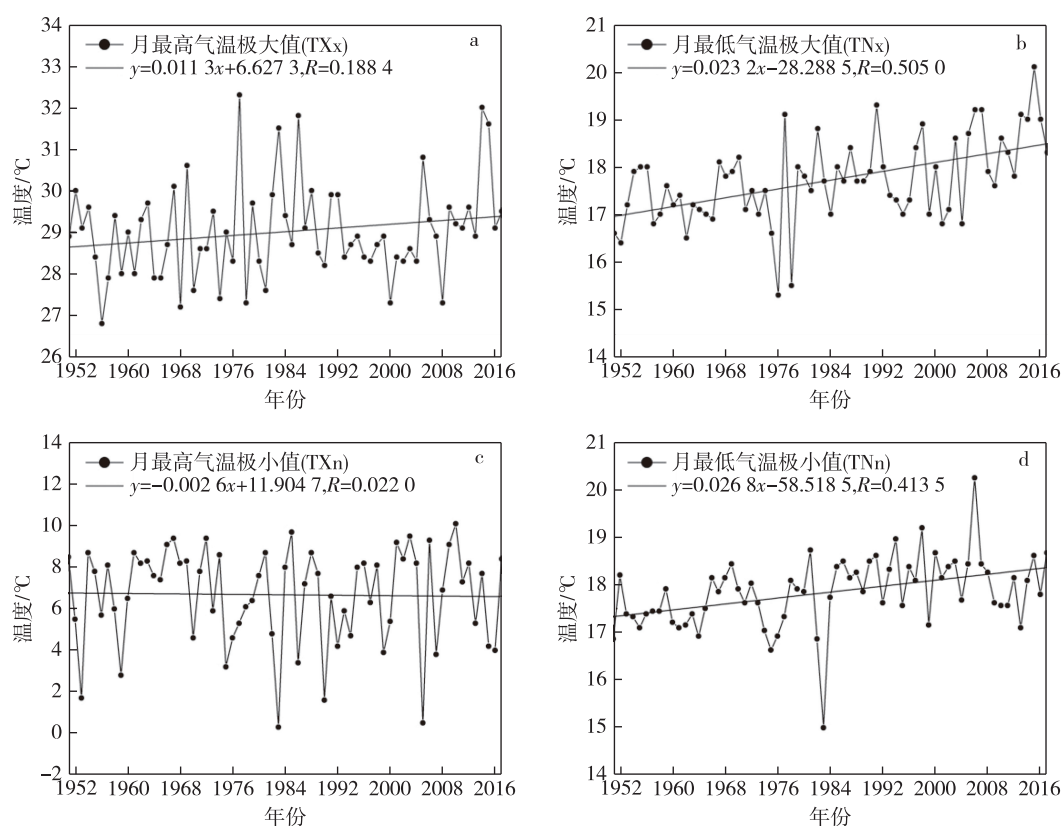 34
33
32
31
30
29
28
27
26
温度/℃
月最高气温极大值(TXx)
y=0.011 3x+6.627 3,R=0.188 4
a
1952 1960 1968 1976 1984 1992 2000 2008 2016
年份
21
20
19
18
17
16
15
14
温度/℃
月最低气温极大值(TNx)
y=0.023 2x−28.288 5,R=0.505 0
b
1952 1960 1968 1976 1984 1992 2000 2008 2016
年份
14
12
10
8
6
4
2
0
−2
温度/℃
月最高气温极小值(TXn)
y=−0.002 6x+11.904 7,R=0.022 0
c
1952 1960 1968 1976 1984 1992 2000 2008 2016
年份
21
20
19
18
17
16
15
14
温度/℃
月最低气温极小值(TNn)
y=0.026 8x−58.518 5,R=0.413 5
d
1952 1960 1968 1976 1984 1992 2000 2008 2016
年份